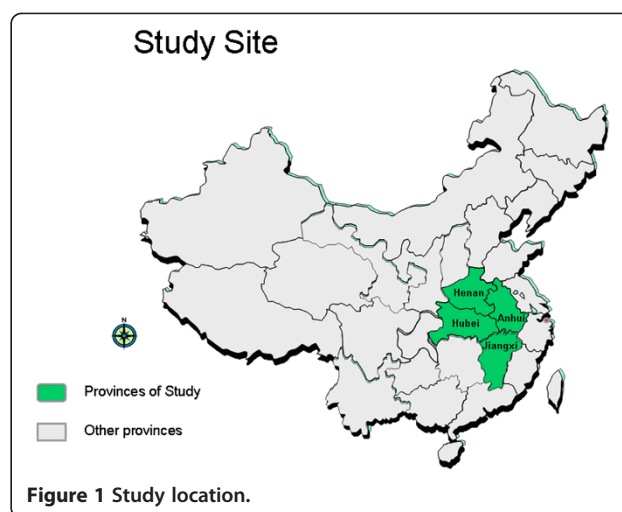 Study Site
N
Henan
Anhui
Hubei
Jiangxi
Provinces of Study
Other provinces
Figure 1 Study location.